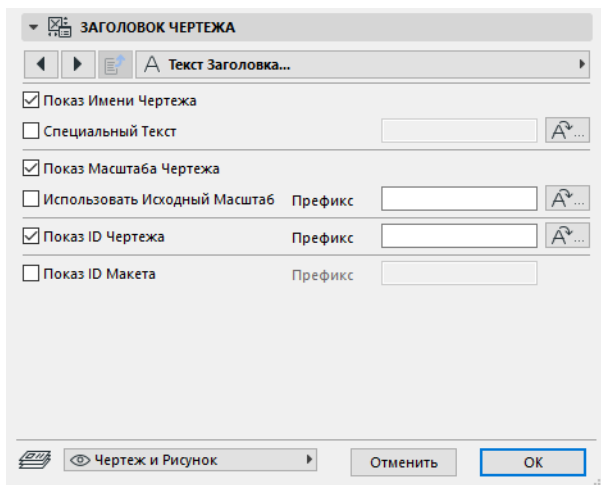 ЗАГОЛОВОК ЧЕРТЕЖА
Текст Заголовка...
Показ Имени Чертежа
Специальный Текст
Показ Масштаба Чертежа
Использовать Исходный Масштаб Префикс
Показ ID Чертежа Префикс
Показ ID Макета Префикс
Чертеж и Рисунок Отменить OK